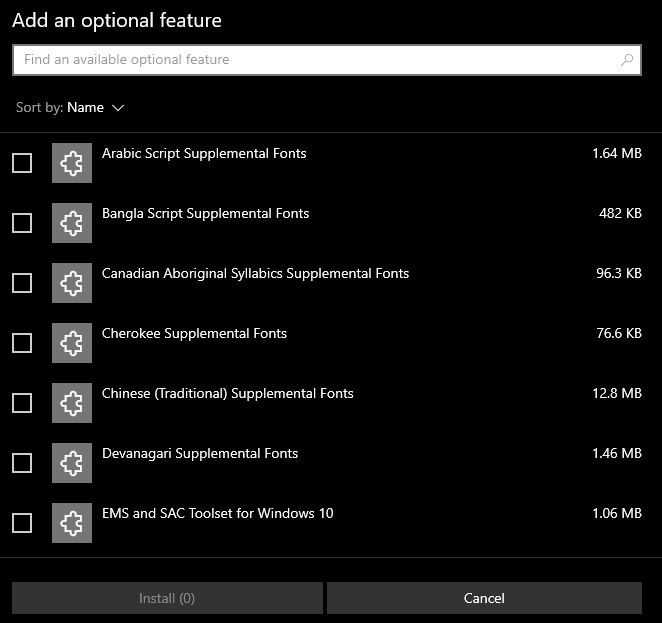 Add an optional feature
Find an available optional feature
Sort by: Name
Arabic Script Supplemental Fonts 1.64 MB
Bangla Script Supplemental Fonts 482 KB
Canadian Aboriginal Syllabics Supplemental Fonts 96.3 KB
Cherokee Supplemental Fonts 76.6 KB
Chinese (Traditional) Supplemental Fonts 12.8 MB
Devanagari Supplemental Fonts 1.46 MB
EMS and SAC Toolset for Windows 10 1.06 MB
Install (0) Cancel